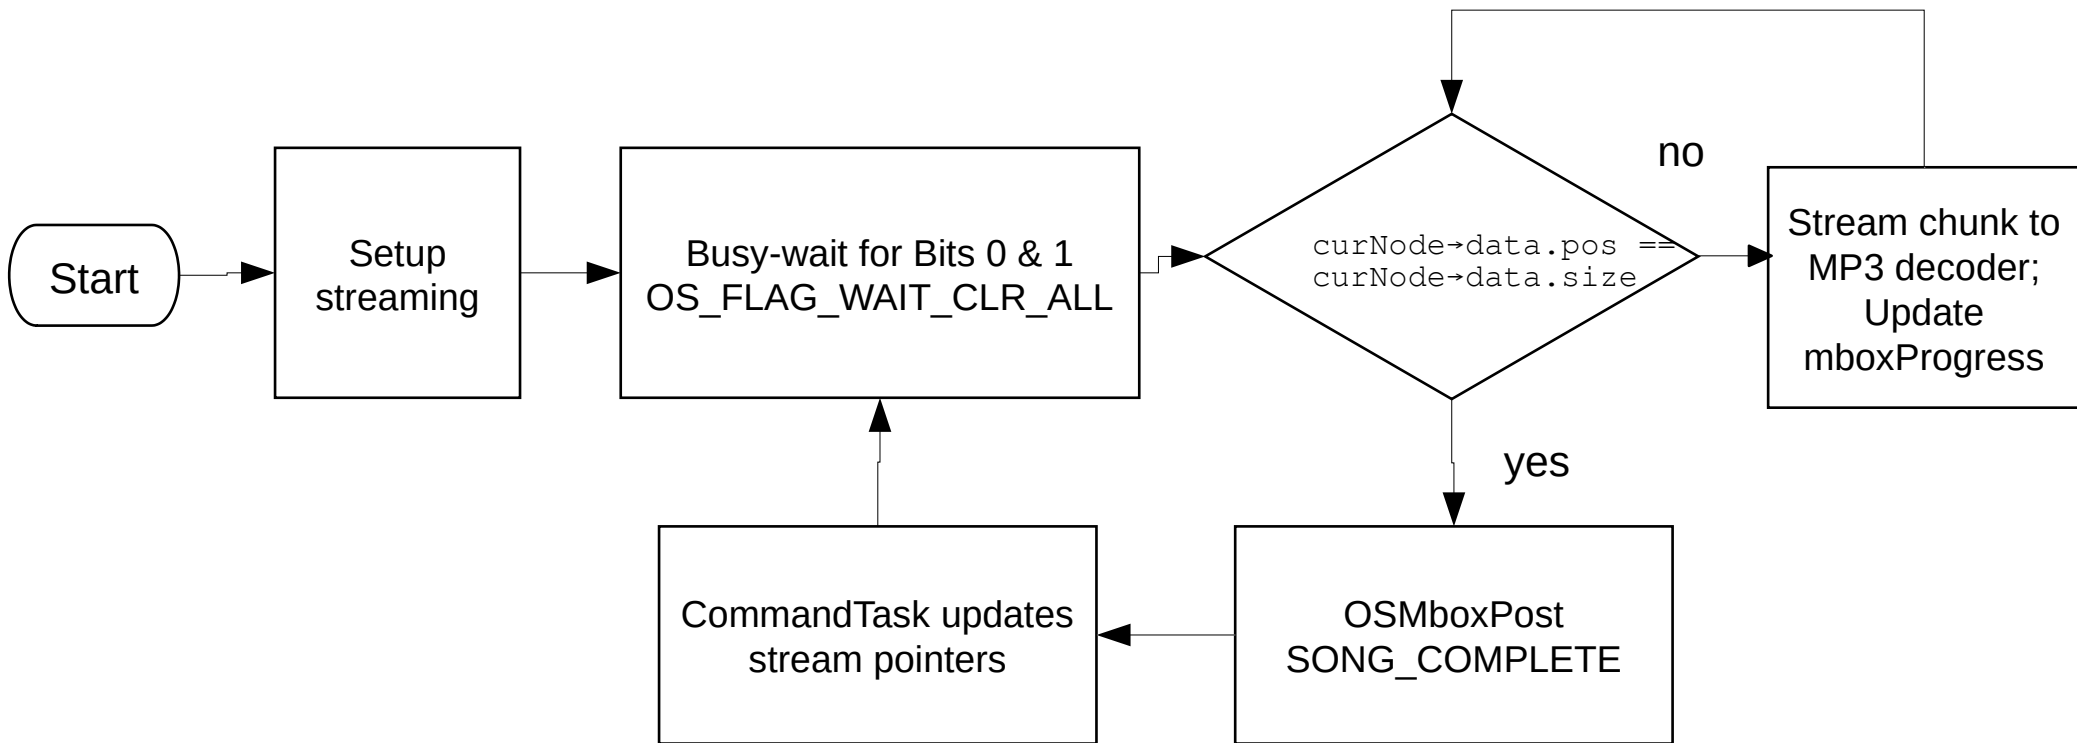 Start
Setup
streaming
Busy-wait for Bits 0 & 1
OS_FLAG_WAIT_CLR_ALL
curNode→data.pos ==
curNode→data.size
no
Stream chunk to
MP3 decoder;
Update
mboxProgress
yes
OSMboxPost
SONG_COMPLETE
CommandTask updates
stream pointers